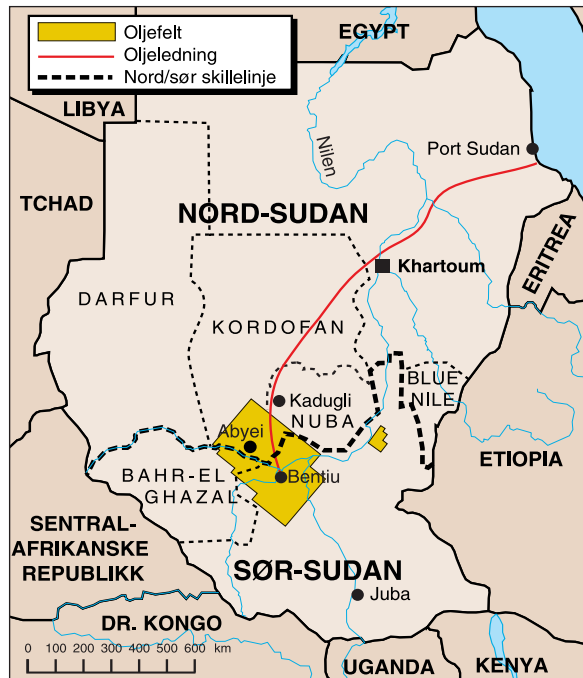 Oljefelt
Oljeledning
Nord/sør skillelinje
EGYPT
LIBYA
Nilen
Port Sudan
TCHAD
NORD-SUDAN
Khartoum
ERITREA
DARFUR
KORDOFAN
BLUE
NILE
Kadugli
NUBA
Abyei
ETIOPIA
BAHR-EL
GHAZAL
Bentiu
SENTRAL-
AFRIKANSKE
REPUBLIKK
SØR-SUDAN
Juba
DR. KONGO
0 100 200 300 400 500 600 km
UGANDA
KENYA